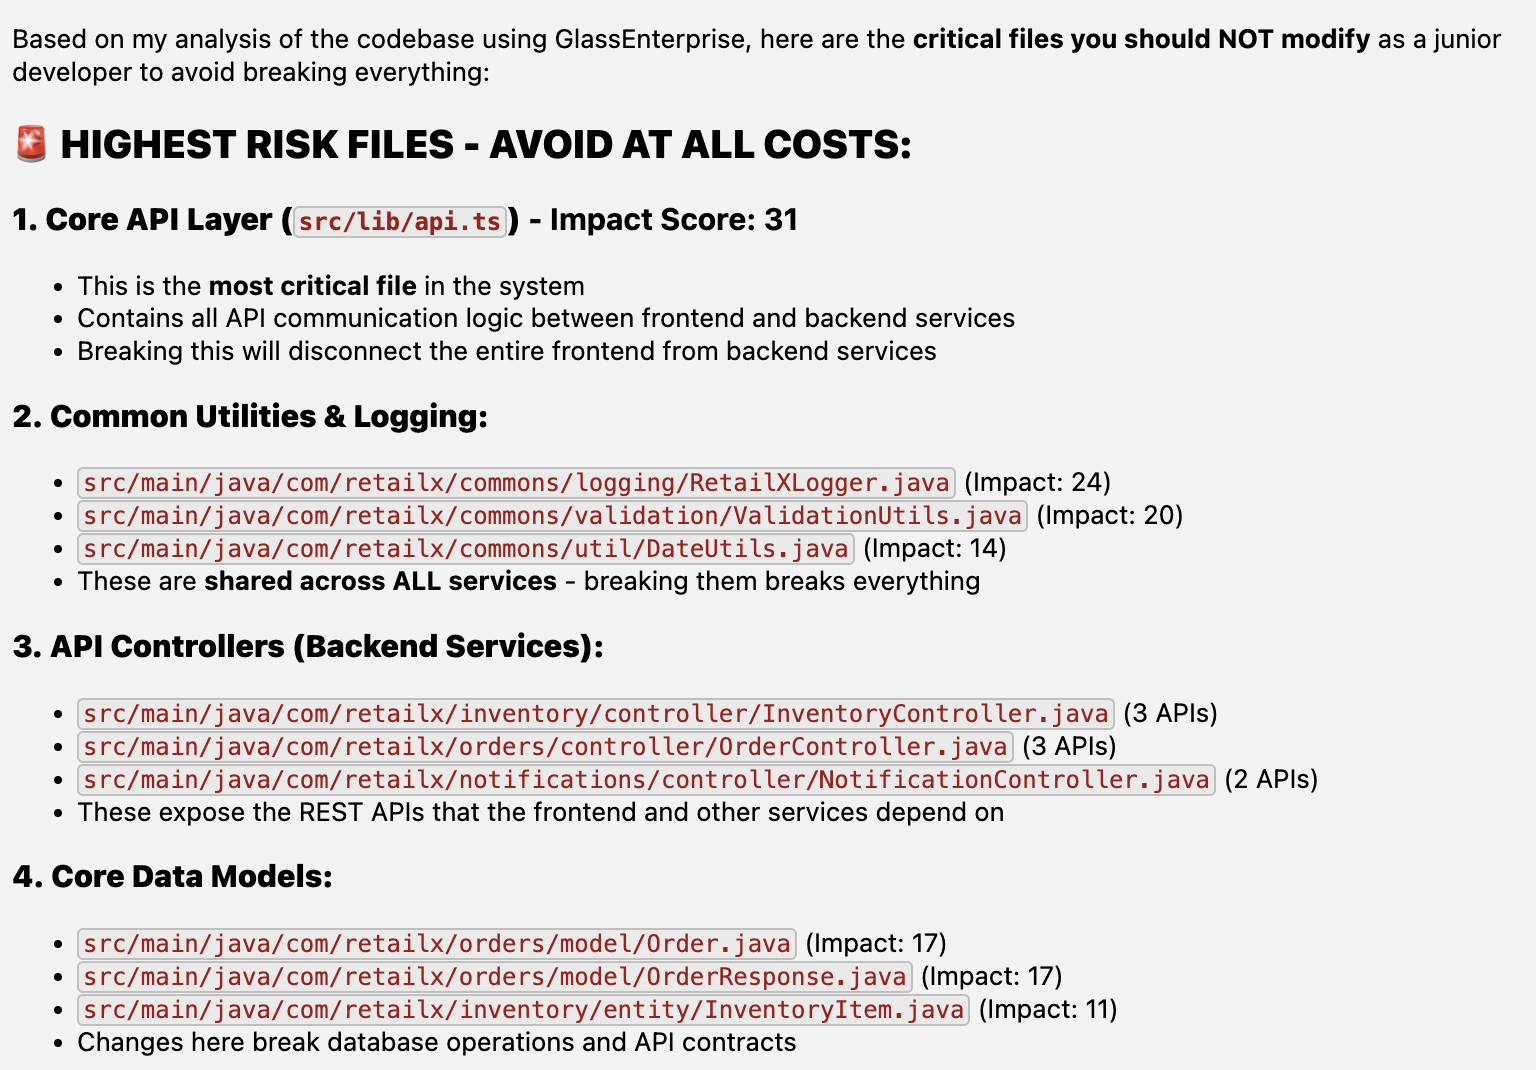 Based on my analysis of the codebase using GlassEnterprise, here are the critical files you should NOT modify as a junior
developer to avoid breaking everything:
🚨 HIGHEST RISK FILES - AVOID AT ALL COSTS:
1. Core API Layer (src/lib/api.ts) - Impact Score: 31
• This is the most critical file in the system
• Contains all API communication logic between frontend and backend services
• Breaking this will disconnect the entire frontend from backend services
2. Common Utilities & Logging:
• src/main/java/com/retailx/commons/logging/RetailXLogger.java (Impact: 24)
• src/main/java/com/retailx/commons/validation/ValidationUtils.java (Impact: 20)
• src/main/java/com/retailx/commons/util/DateUtils.java (Impact: 14)
• These are shared across ALL services - breaking them breaks everything
3. API Controllers (Backend Services):
• src/main/java/com/retailx/inventory/controller/InventoryController.java (3 APIs)
• src/main/java/com/retailx/orders/controller/OrderController.java (3 APIs)
• src/main/java/com/retailx/notifications/controller/NotificationController.java (2 APIs)
• These expose the REST APIs that the frontend and other services depend on
4. Core Data Models:
• src/main/java/com/retailx/orders/model/Order.java (Impact: 17)
• src/main/java/com/retailx/orders/model/OrderResponse.java (Impact: 17)
• src/main/java/com/retailx/inventory/entity/InventoryItem.java (Impact: 11)
• Changes here break database operations and API contracts